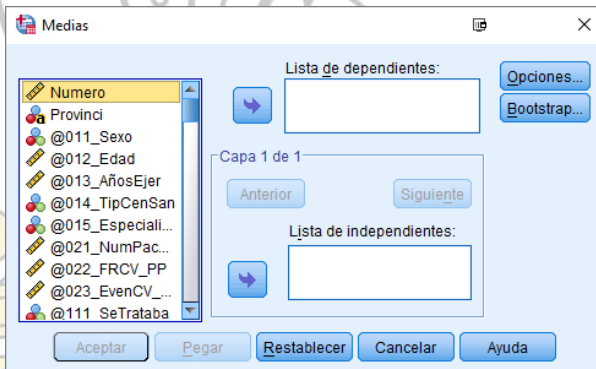 Medias
Numero
Provinci
@011_Sexo
@012_Edad
@013_AñosEjer
@014_TipCenSan
@015_Especiali...
@021_NumPac...
@022_FRCV_PP
@023_EvenCV_...
@111_SeTrataba
Lista de dependientes:
Opciones...
Bootstrap...
Capa 1 de 1
Anterior
Siguiente
Lista de independientes:
Aceptar
Pegar
Restablecer
Cancelar
Ayuda